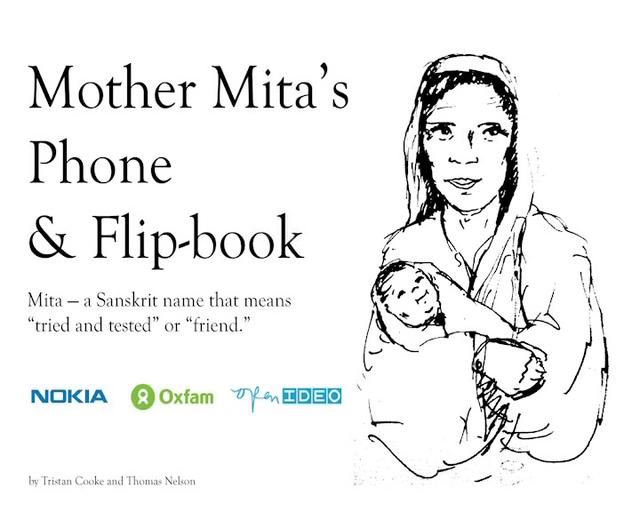 Mother Mita’s
Phone
& Flip-book
Mita – a Sanskrit name that means
“tried and tested” or “friend.”
NOKIA Oxfam Open IDEO
by Tristan Cooke and Thomas Nelson